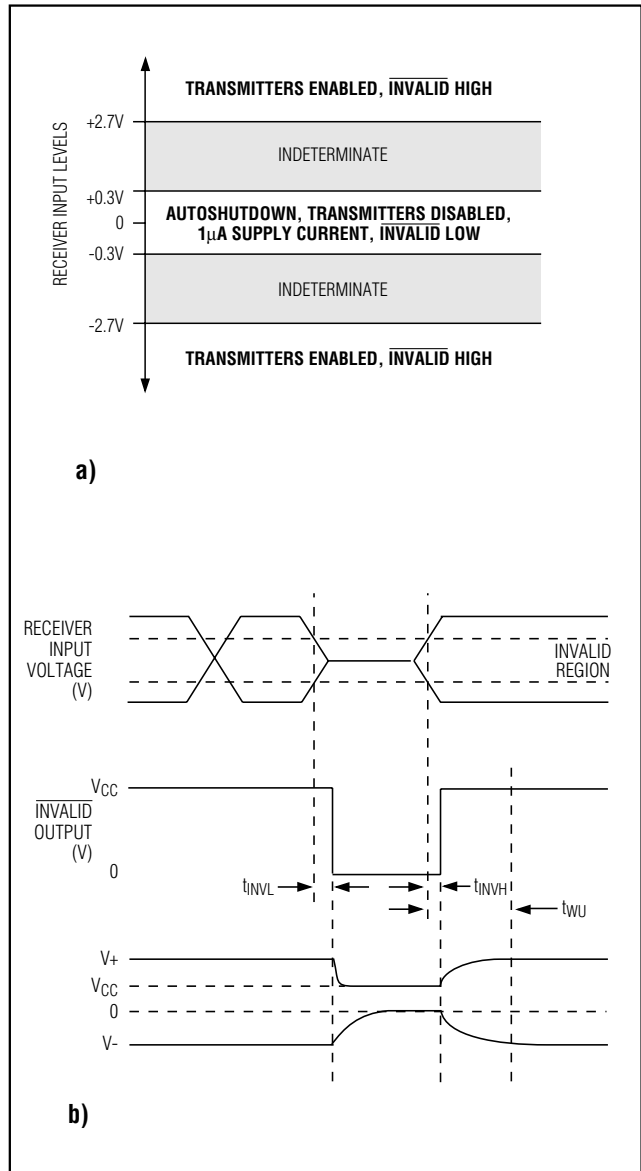 TRANSMITTERS ENABLED, INVALID HIGH
RECEIVER INPUT LEVELS
+2.7V
INDETERMINATE
+0.3V
AUTOSHUTDOWN, TRANSMITTERS DISABLED,
0
1µA SUPPLY CURRENT, INVALID LOW
-0.3V
INDETERMINATE
-2.7V
TRANSMITTERS ENABLED, INVALID HIGH
a)
RECEIVER
INPUT
VOLTAGE
(V)
INVALID
REGION
VCC
INVALID
OUTPUT
(V)
0
tINVL
tINVH
tWU
V+
VCC
0
V-
b)